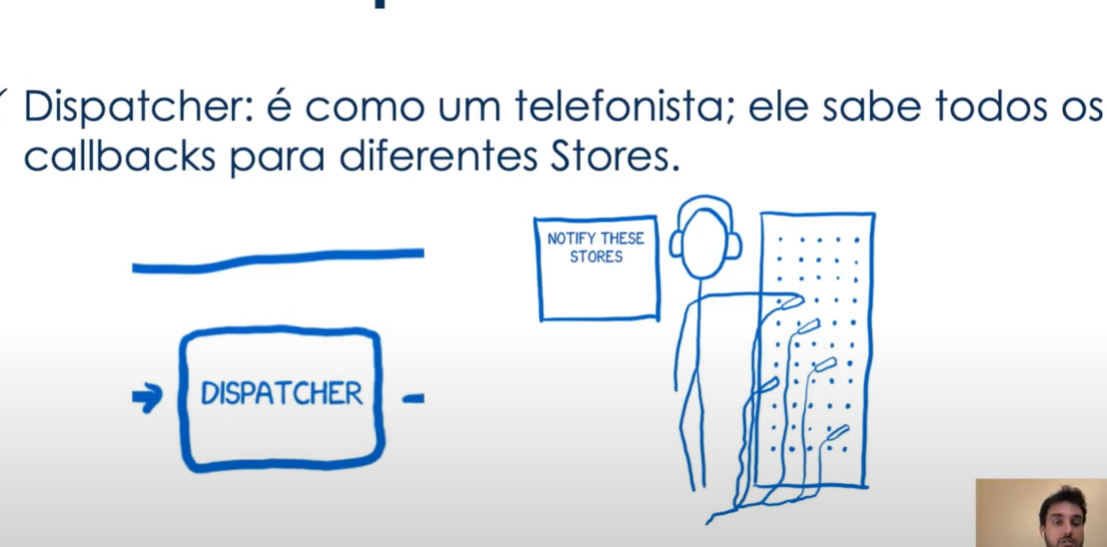 Dispatcher: é como um telefonista; ele sabe todos os
callbacks para diferentes Stores.
NOTIFY THESE
STORES
DISPATCHER